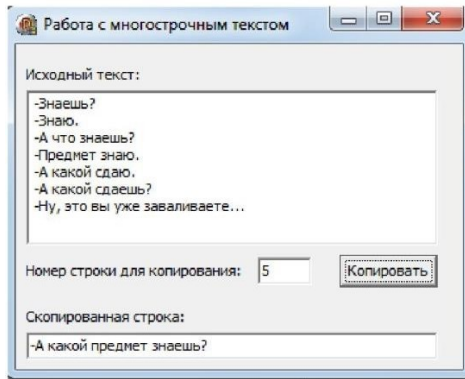 Работа с многострочным текстом
Исходный текст:
-Знаешь?
-Знаю.
-А что знаешь?
-Предмет знаю.
-А какой сдаю.
-А какой сдаешь?
-Ну, это вы уже заваливаете...
Номер строки для копирования: 5 Копировать
Скопированная строка:
-А какой предмет знаешь?